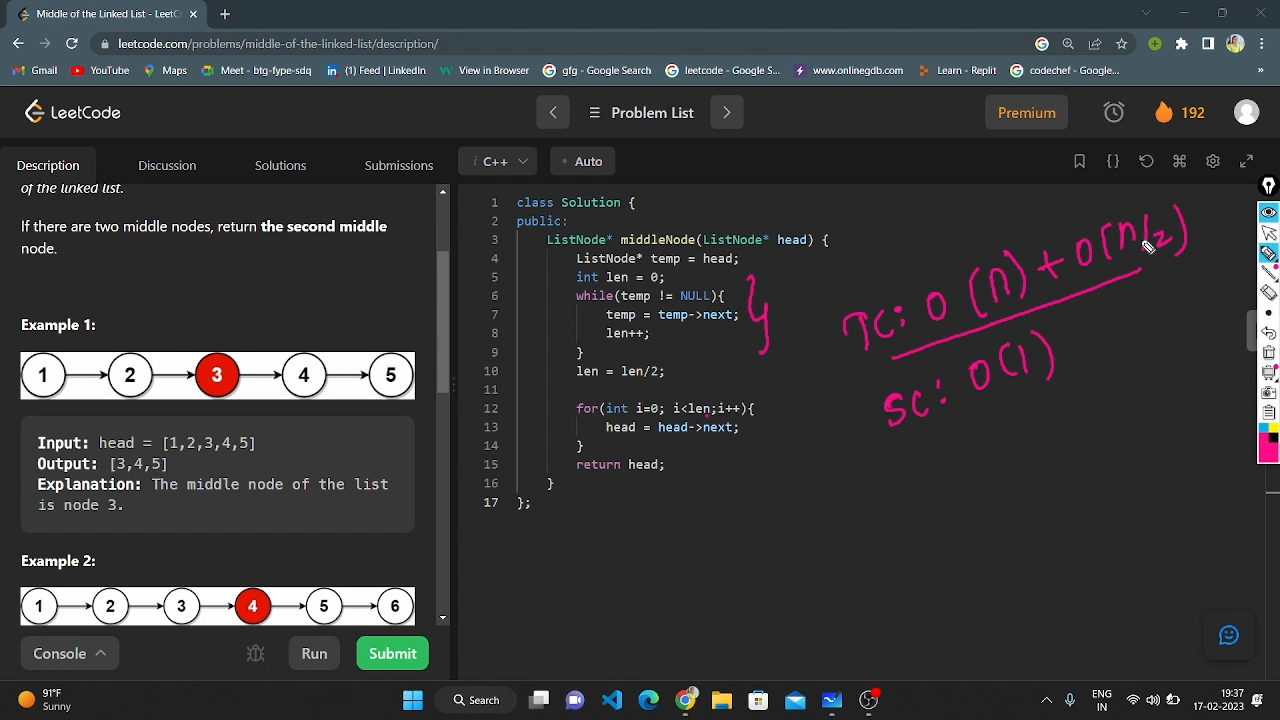 Middle of the Linked List - LeetC
leetcode.com/problems/middle-of-the-linked-list/description/
Gmail YouTube Maps Meet - btg-fype-sdq (1) Feed | LinkedIn View in Browser gfg - Google Search leetcode - Google S... www.onlinegdb.com Learn - Replit codechef - Google... »
LeetCode Problem List Premium 192
Description Discussion Solutions Submissions i C++ • Auto
of the linked list.
If there are two middle nodes, return the second middle
node.
Example 1:
1 2 3 4 5
Input: head = [1,2,3,4,5]
Output: [3,4,5]
Explanation: The middle node of the list
is node 3.
Example 2:
1 2 3 4 5 6
Console Run Submit
1 class Solution {
2 public:
3 ListNode* middleNode(ListNode* head) {
4 ListNode* temp = head;
5 int len = 0;
6 while(temp != NULL){
7 temp = temp->next;
8 len++;
9 }
10 len = len/2;
11
12 for(int i=0; i<len;i++){
13 head = head->next;
14 }
15 return head;
16 }
17 };
TC: O (n) + O(n/2)
SC: O(1)
91°F
Sunny
Search
ENG
IN
19:37
17-02-2023